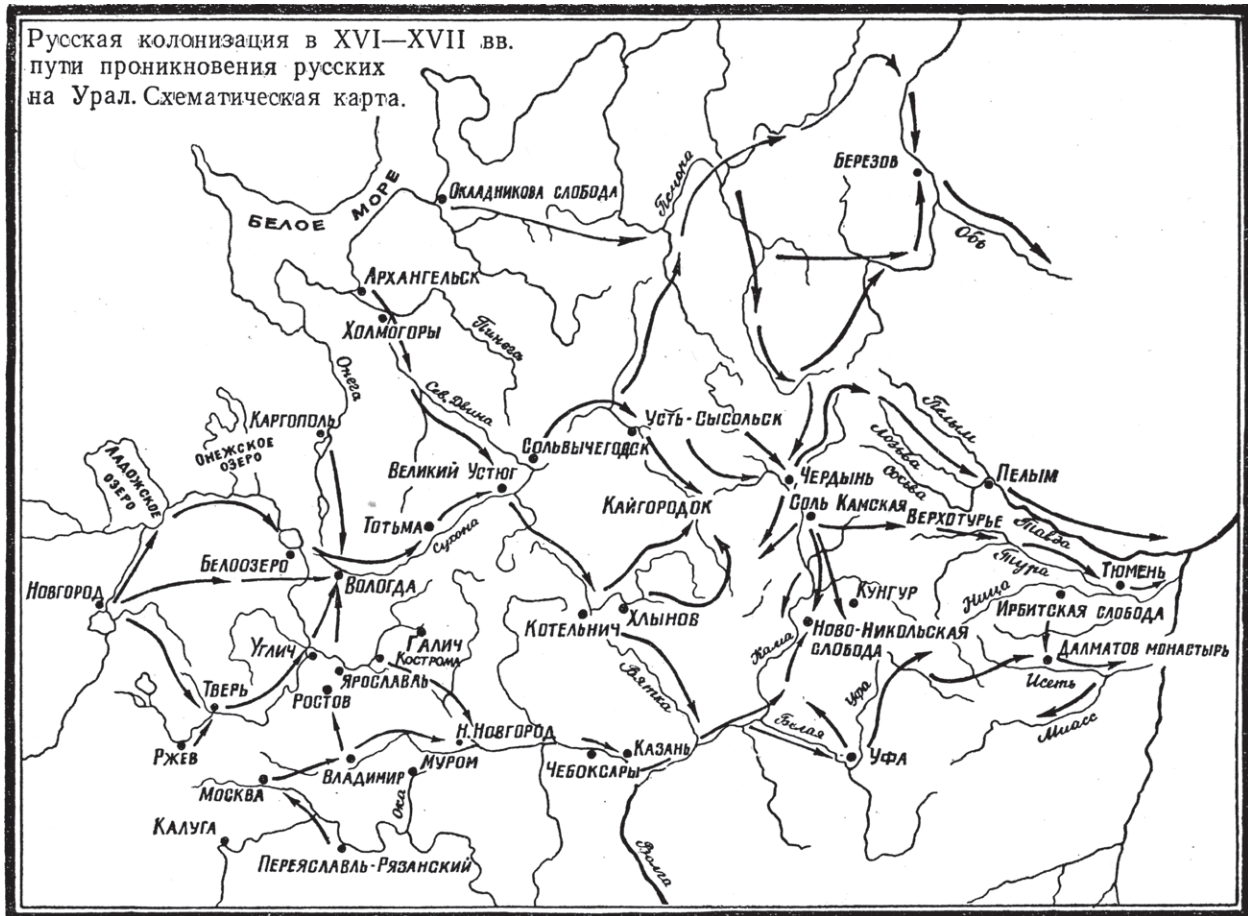 Русская колонизация в XVI—XVII вв.
пути проникновения русских
на Урал. Схематическая карта.
БЕЛОЕ МОРЕ
ОКЛАДНИКОВА СЛОБОДА
Печора
БЕРЕЗОВ
Обь
АРХАНГЕЛЬСК
ХОЛМОГОРЫ
Пинега
Онега
Сев. Двина
КАРГОПОЛЬ
ОНЕЖСКОЕ
ОЗЕРО
ЛАДОЖСКОЕ
ОЗЕРО
ВЕЛИКИЙ УСТЮГ
СОЛЬВЫЧЕГОДСК
УСТЬ-СЫСОЛЬСК
Пелым
Лозьва
Сосьва
ПЕЛЫМ
ЧЕРДЫНЬ
КАЙГОРОДОК
СОЛЬ КАМСКАЯ
ВЕРХОТУРЬЕ
Тавда
ТОТЬМА
Сухона
БЕЛООЗЕРО
ВОЛОГДА
НОВГОРОД
Тура
ТЮМЕНЬ
Ница
ИРБИТСКАЯ СЛОБОДА
КУНГУР
КОТЕЛЬНИЧ
ХЛЫНОВ
Кама
НОВО-НИКОЛЬСКАЯ
СЛОБОДА
ДАЛМАТОВ МОНАСТЫРЬ
Исеть
Миасс
УГЛИЧ
ГАЛИЧ
КОСТРОМА
ЯРОСЛАВЛЬ
РОСТОВ
ТВЕРЬ
РЖЕВ
Вятка
Уфа
Белая
УФА
Н. НОВГОРОД
КАЗАНЬ
ЧЕБОКСАРЫ
МУРОМ
ВЛАДИМИР
МОСКВА
Ока
КАЛУГА
ПЕРЕЯСЛАВЛЬ-РЯЗАНСКИЙ
Волга